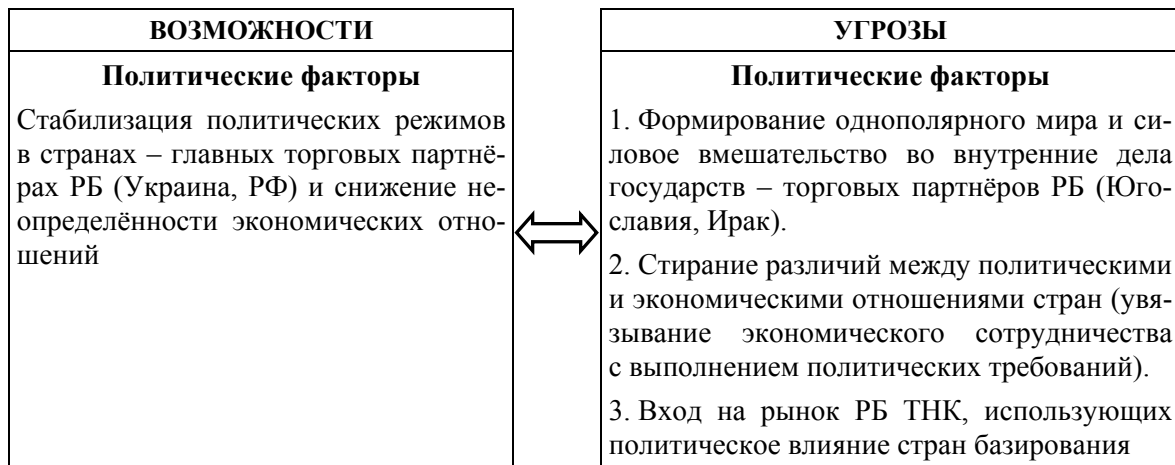 ВОЗМОЖНОСТИ
Политические факторы
Стабилизация политических режимов
в странах – главных торговых партнё-
рах РБ (Украина, РФ) и снижение не-
определённости экономических отно-
шений
УГРОЗЫ
Политические факторы
1. Формирование однополярного мира и си-
ловое вмешательство во внутренние дела
государств – торговых партнёров РБ (Юго-
славия, Ирак).
2. Стирание различий между политическими
и экономическими отношениями стран (увя-
зывание экономического сотрудничества
с выполнением политических требований).
3. Вход на рынок РБ ТНК, использующих
политическое влияние стран базирования